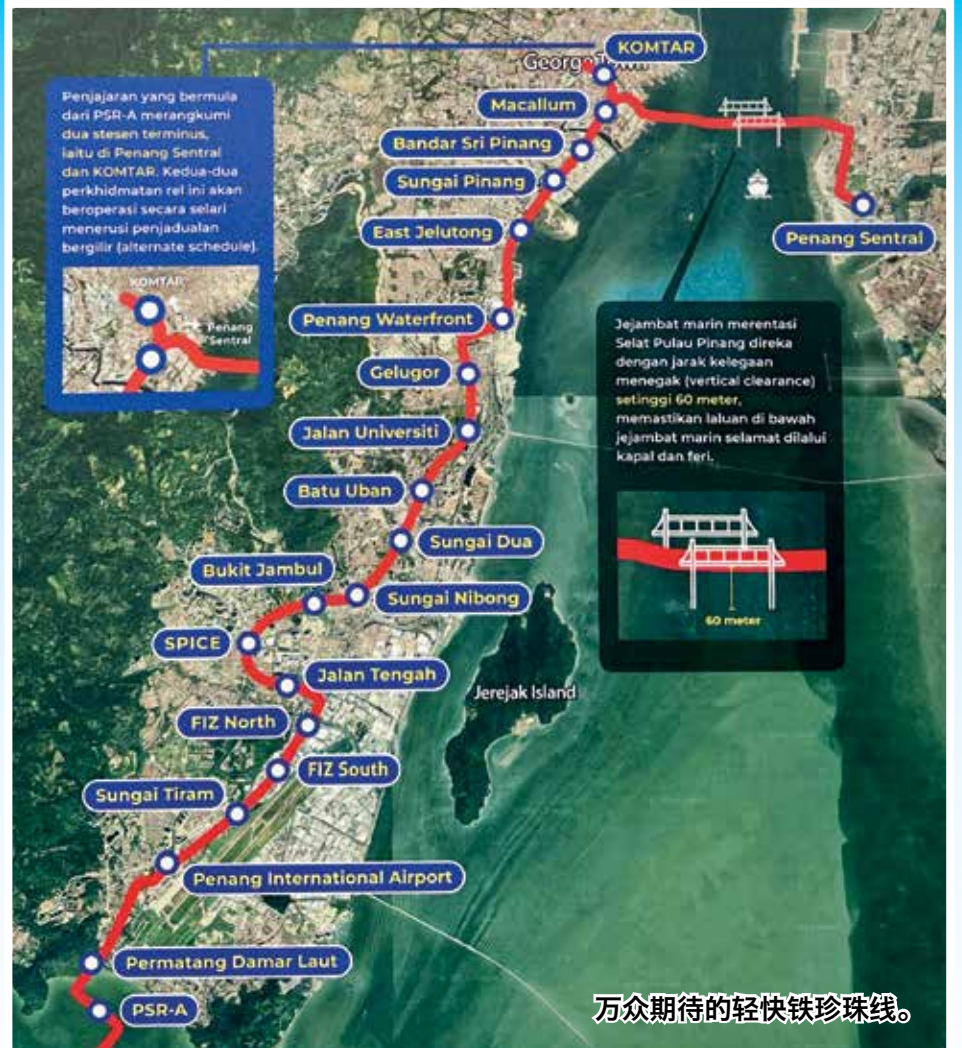 KOMTAR
George Town
Macallum
Bandar Sri Pinang
Sungai Pinang
East Jelutong
Penang Sentral
Penang Waterfront
Gelugor
Jalan Universiti
Batu Uban
Sungai Dua
Bukit Jambul
Sungai Nibong
SPICE
Jalan Tengah
Jerejak Island
FIZ North
FIZ South
Sungai Tiram
Penang International Airport
Permatang Damar Laut
PSR-A
Penjajaran yang bermula
dari PSR-A merangkumi
dua stesen terminus,
iaitu di Penang Sentral
dan KOMTAR. Kedua-dua
perkhidmatan rel ini akan
beroperasi secara selari
menerusi penjadualan
bergilir (alternate schedule).
KOMTAR
Penang
Sentral
Jejambat marin merentasi
Selat Pulau Pinang direka
dengan jarak kelegaan
menegak (vertical clearance)
setinggi 60 meter,
memastikan laluan di bawah
jejambat marin selamat dilalui
kapal dan feri.
60 meter
万众期待的轻快铁珍珠线。